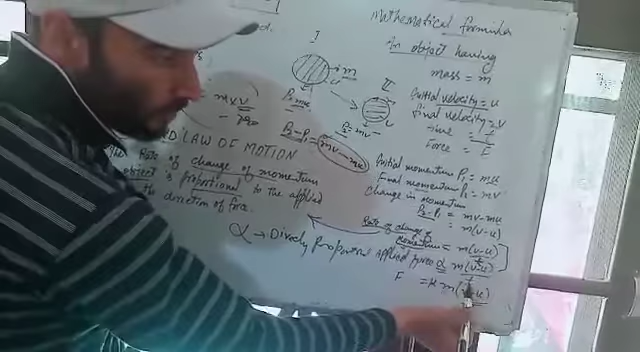 Mathematical formula
An object having
mass = m
Initial velocity = u
final velocity = v
time = t
Force = F
I
m
P1 mu
II
P2 = mv
P2 - P1 = mv - mu
D LAW OF MOTION
Rate of change of momentum
object is proportional to the applied
the direction of force.
Initial momentum P1 = mu
Final momentum P2 = mv
Change in momentum
P2 - P1 = mv - mu
= m(v-u)
Rate of change of
momentum = m(v-u)
t
∝ → Directly proportional applied force ∝ m(v-u)
t
F = k m(v-u)